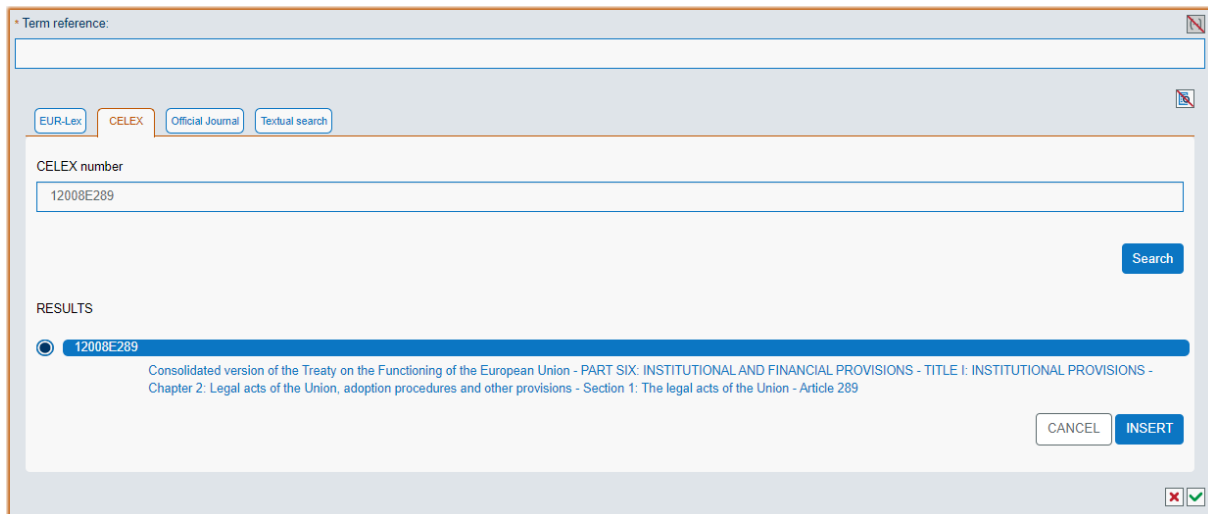 * Term reference:
EUR-Lex CELEX Official Journal Textual search
CELEX number
12008E289
Search
RESULTS
12008E289
Consolidated version of the Treaty on the Functioning of the European Union - PART SIX: INSTITUTIONAL AND FINANCIAL PROVISIONS - TITLE I: INSTITUTIONAL PROVISIONS -
Chapter 2: Legal acts of the Union, adoption procedures and other provisions - Section 1: The legal acts of the Union - Article 289
CANCEL INSERT